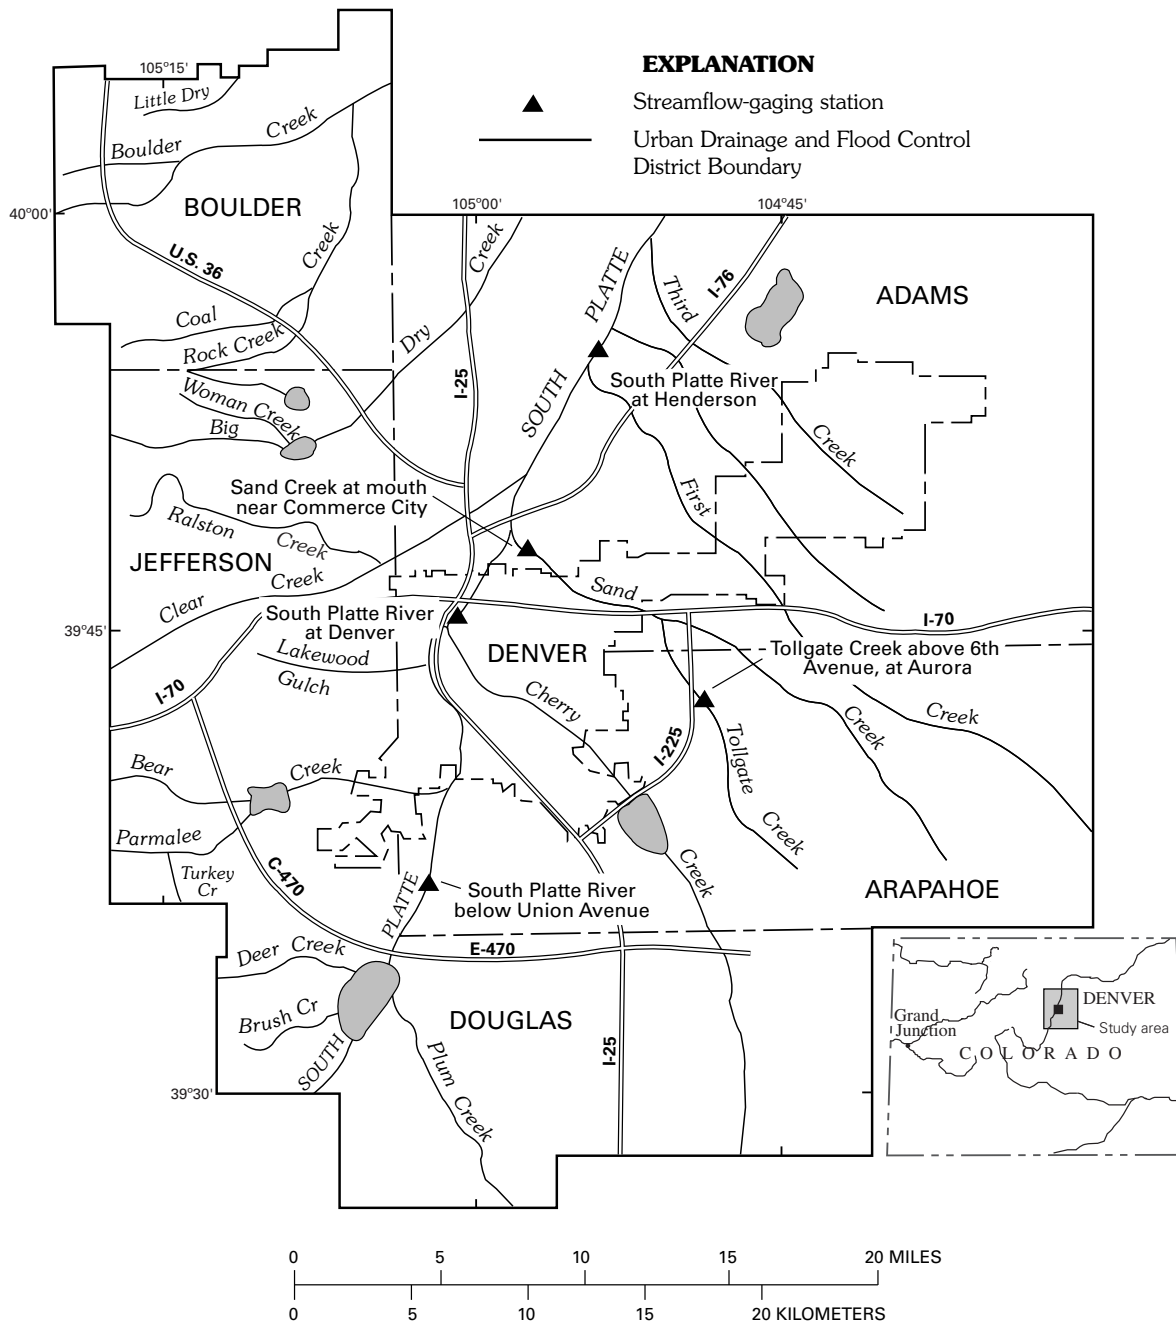 EXPLANATION
Streamflow-gaging station
Urban Drainage and Flood Control
District Boundary
105°15'
Little Dry
Boulder
Creek
BOULDER
40°00'
105°00'
104°45'
U.S. 36
Creek
Creek
PLATTE
SOUTH
Third
I-76
ADAMS
Coal
Rock Creek
Dry
I-25
South Platte River
at Henderson
Woman Creek
Big
Creek
First
Sand Creek at mouth
near Commerce City
Ralston
Creek
JEFFERSON
Clear
Creek
Sand
South Platte River
at Denver
39°45'
I-70
Lakewood
Gulch
DENVER
Tollgate Creek above 6th
Avenue, at Aurora
I-70
Cherry
Creek
Creek
I-225
Tollgate
Creek
Bear
Creek
Parmalee
Turkey
Cr
C-470
Creek
South Platte River
below Union Avenue
PLATTE
ARAPAHOE
Deer Creek
E-470
Brush Cr
SOUTH
DOUGLAS
I-25
Plum Creek
39°30'
DENVER
Study area
Grand
Junction
COLORADO
0 5 10 15 20 MILES
0 5 10 15 20 KILOMETERS